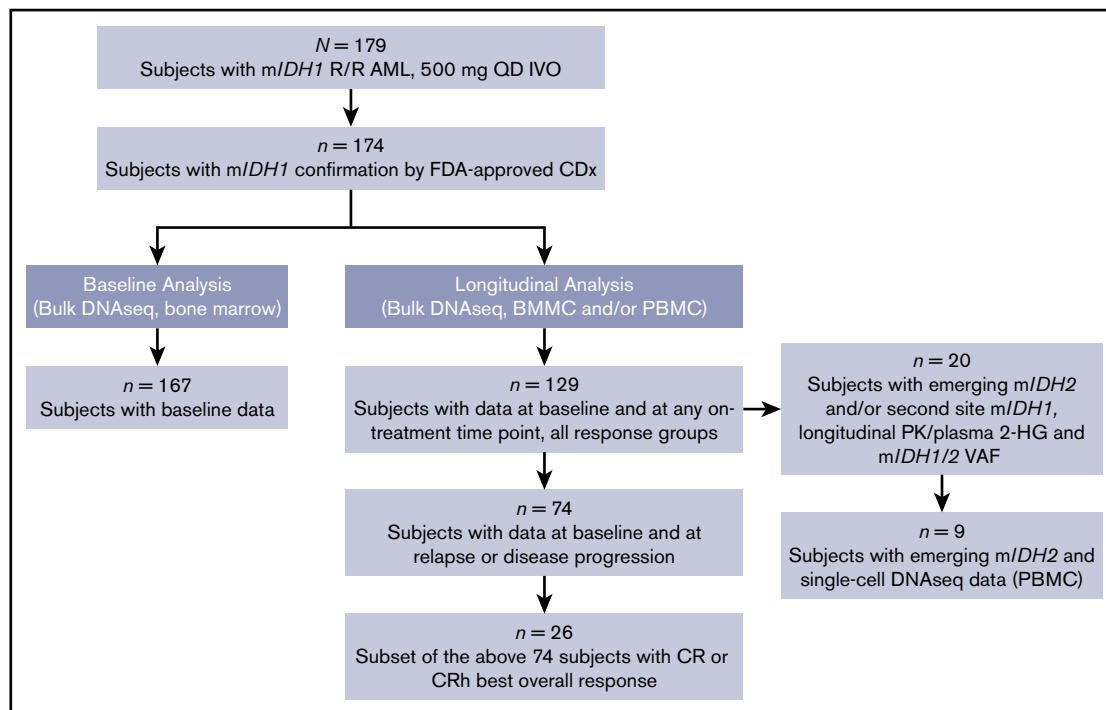 N = 179
Subjects with mIDH1 R/R AML, 500 mg QD IVO
n = 174
Subjects with mIDH1 confirmation by FDA-approved CDx
Baseline Analysis
(Bulk DNAseq, bone marrow)
n = 167
Subjects with baseline data
Longitudinal Analysis
(Bulk DNAseq, BMMC and/or PBMC)
n = 129
Subjects with data at baseline and at any on-
treatment time point, all response groups
n = 74
Subjects with data at baseline and at
relapse or disease progression
n = 26
Subset of the above 74 subjects with CR or
CRh best overall response
n = 20
Subjects with emerging mIDH2
and/or second site mIDH1,
longitudinal PK/plasma 2-HG and
mIDH1/2 VAF
n = 9
Subjects with emerging mIDH2 and
single-cell DNAseq data (PBMC)